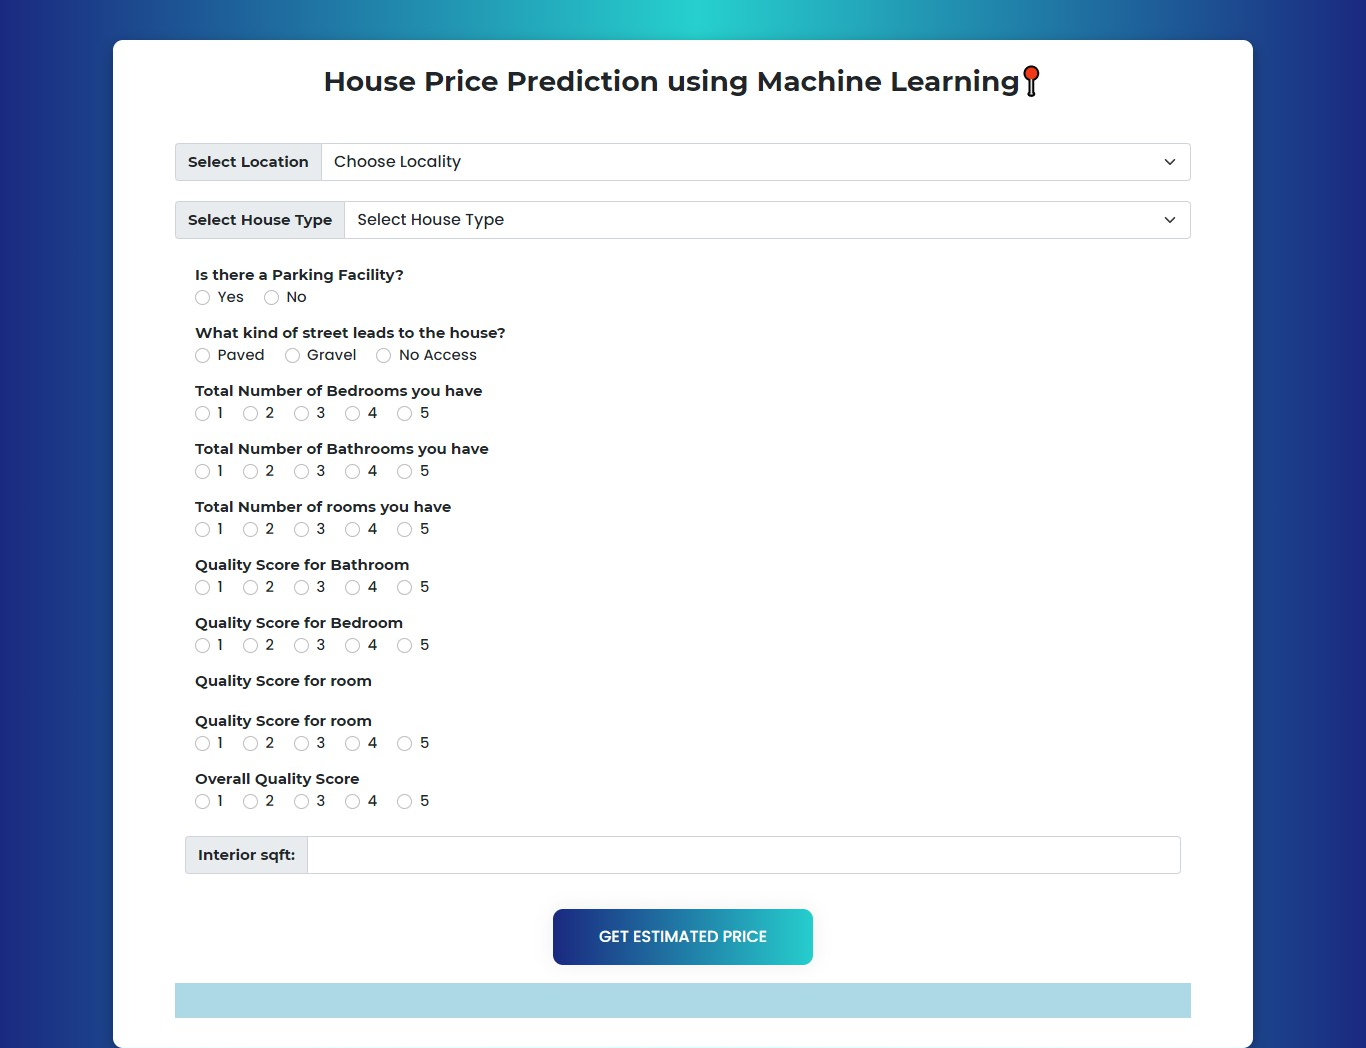 House Price Prediction using Machine Learning
Select Location Choose Locality
Select House Type Select House Type
Is there a Parking Facility?
Yes No
What kind of street leads to the house?
Paved Gravel No Access
Total Number of Bedrooms you have
1 2 3 4 5
Total Number of Bathrooms you have
1 2 3 4 5
Total Number of rooms you have
1 2 3 4 5
Quality Score for Bathroom
1 2 3 4 5
Quality Score for Bedroom
1 2 3 4 5
Quality Score for room
Quality Score for room
1 2 3 4 5
Overall Quality Score
1 2 3 4 5
Interior sqft:
GET ESTIMATED PRICE